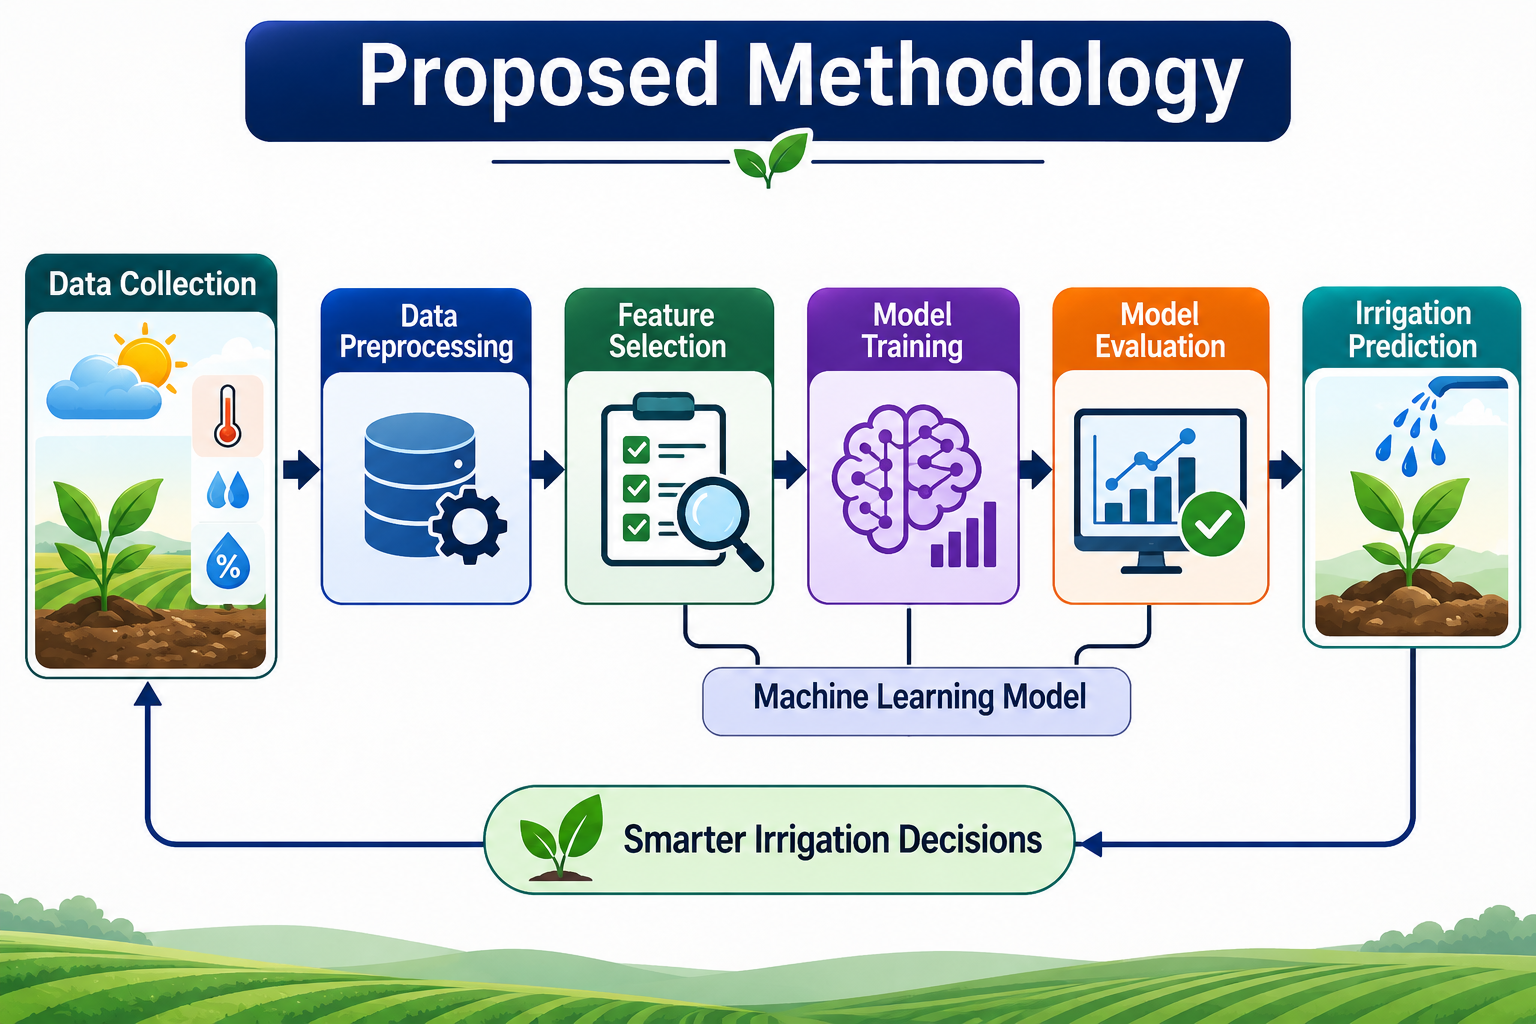 Proposed Methodology
Data Collection
%
Data
Preprocessing
Feature
Selection
Model
Training
Model
Evaluation
Irrigation
Prediction
Machine Learning Model
Smarter Irrigation Decisions